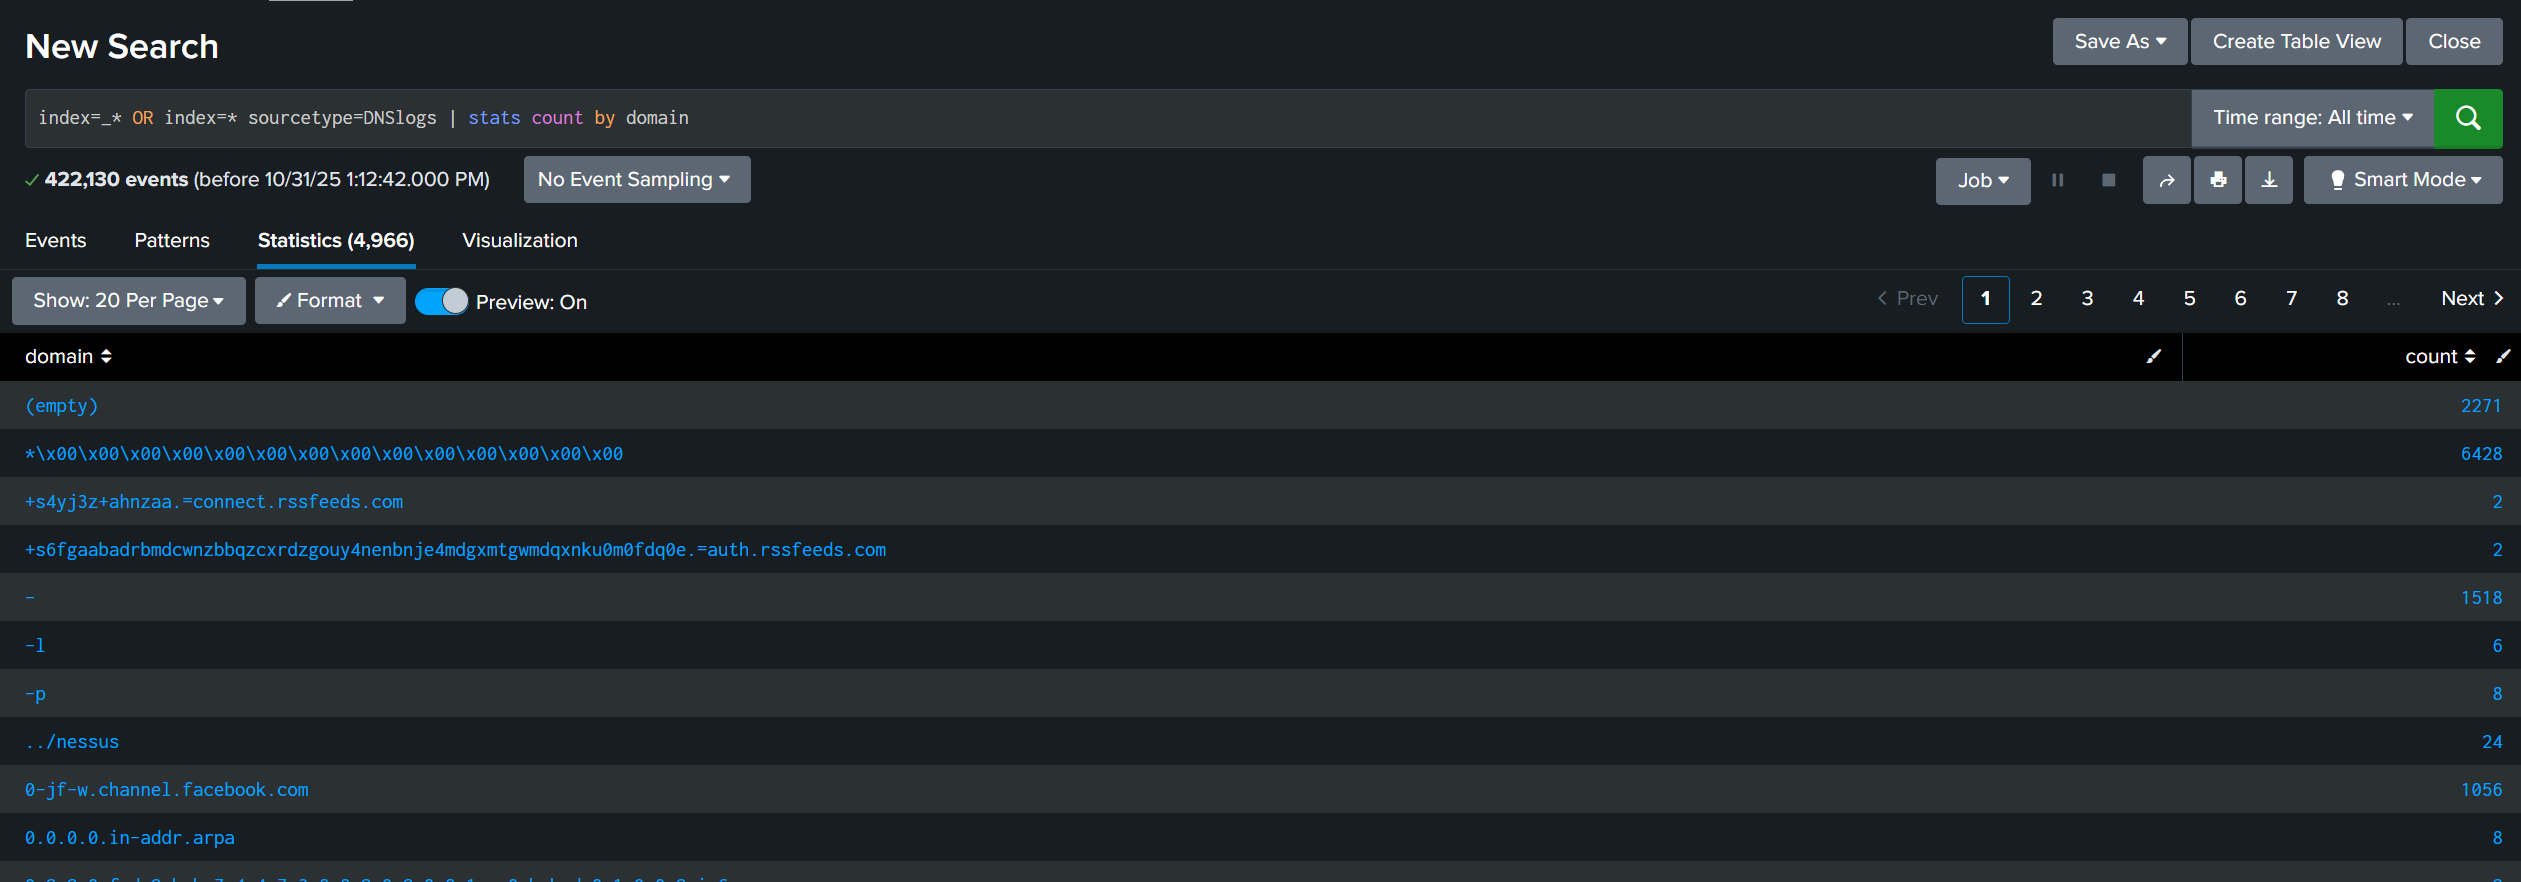 New Search
Save As
Create Table View
Close
index=_* OR index=* sourcetype=DNSlogs | stats count by domain
Time range: All time
422,130 events (before 10/31/25 1:12:42.000 PM)
No Event Sampling
Job
Smart Mode
Events
Patterns
Statistics (4,966)
Visualization
Show: 20 Per Page
Format
Preview: On
Prev 1 2 3 4 5 6 7 8 ... Next
domain count
(empty) 2271
*\x00\x00\x00\x00\x00\x00\x00\x00\x00\x00\x00\x00\x00\x00 6428
+s4yj3z+ahnzaa.=connect.rssfeeds.com 2
+s6fgaabadrbmdcwnzbbqzcxrdzgouy4nenbnje4mdgxmtgwmdqxnku0m0fdq0e.=auth.rssfeeds.com 2
- 1518
-l 6
-p 8
../nessus 24
0-jf-w.channel.facebook.com 1056
0.0.0.0.in-addr.arpa 8